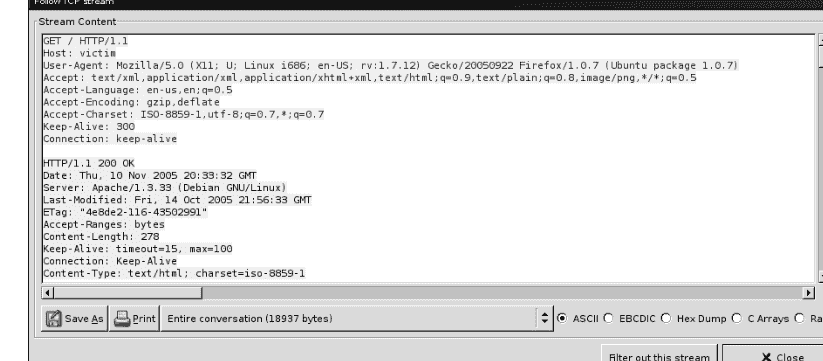 Follow TCP stream
Stream Content
GET / HTTP/1.1
Host: victim
User-Agent: Mozilla/5.0 (X11; U; Linux i686; en-US; rv:1.7.12) Gecko/20050922 Firefox/1.0.7 (Ubuntu package 1.0.7)
Accept: text/xml,application/xml,application/xhtml+xml,text/html;q=0.9,text/plain;q=0.8,image/png,*/*;q=0.5
Accept-Language: en-us,en;q=0.5
Accept-Encoding: gzip,deflate
Accept-Charset: ISO-8859-1,utf-8;q=0.7,*;q=0.7
Keep-Alive: 300
Connection: keep-alive
HTTP/1.1 200 OK
Date: Thu, 10 Nov 2005 20:33:32 GMT
Server: Apache/1.3.33 (Debian GNU/Linux)
Last-Modified: Fri, 14 Oct 2005 21:56:33 GMT
ETag: "4e8de2-116-43502991"
Accept-Ranges: bytes
Content-Length: 278
Keep-Alive: timeout=15, max=100
Connection: Keep-Alive
Content-Type: text/html; charset=iso-8859-1
Save As Print Entire conversation (18937 bytes) ASCII EBCDIC Hex Dump C Arrays Ra
Filter out this stream Close